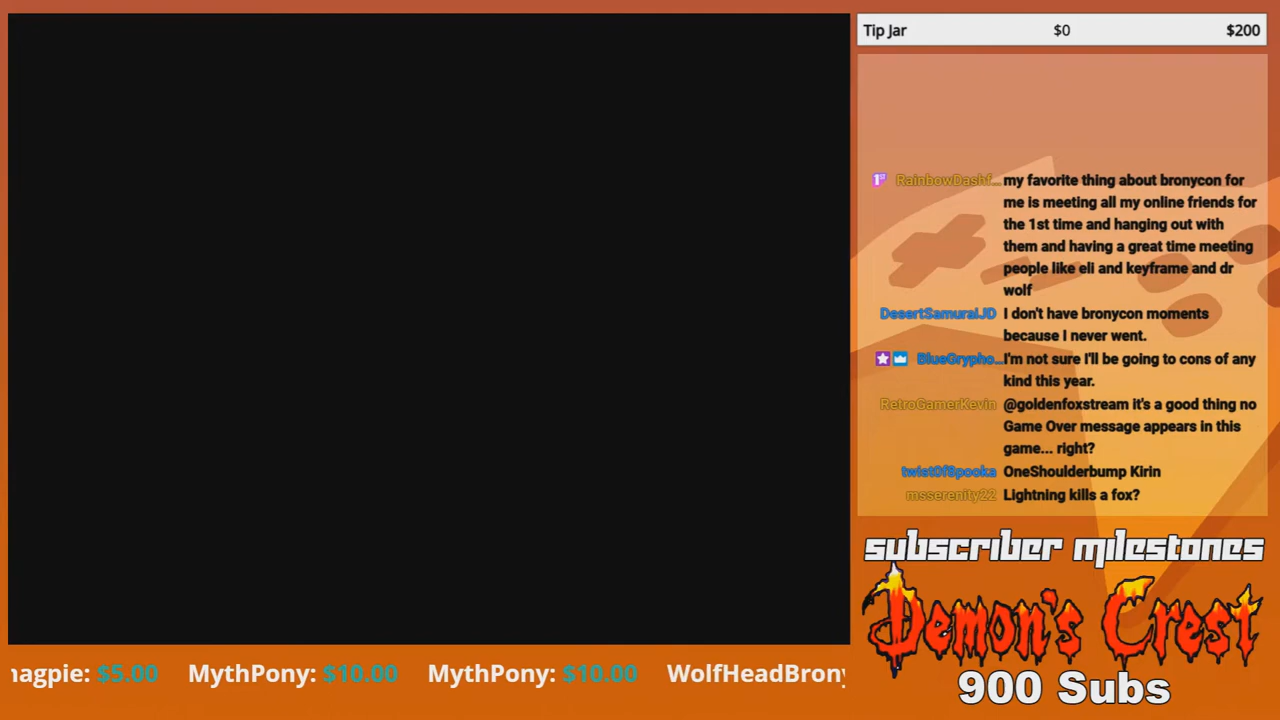 Tip Jar $0 $200
RainbowDashf... my favorite thing about bronycon for
me is meeting all my online friends for
the 1st time and hanging out with
them and having a great time meeting
people like eli and keyframe and dr
wolf
DesertSamuraiJD I don't have bronycon moments
because I never went.
BlueGrypho... I'm not sure I'll be going to cons of any
kind this year.
RetroGamerKevin @goldenfoxstream it's a good thing no
Game Over message appears in this
game... right?
twist0fSpooka OneShoulderbump Kirin
msserenity22 Lightning kills a fox?
subscriber milestones
Demon's Crest
900 Subs
nagpie: $5.00 MythPony: $10.00 MythPony: $10.00 WolfHeadBrony